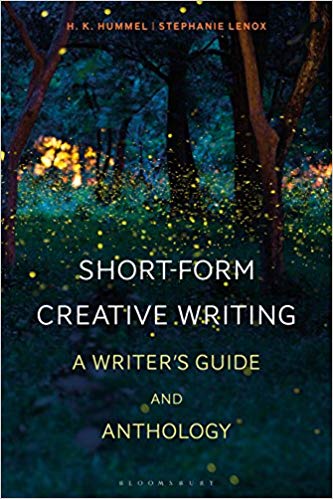 H. K. HUMMEL | STEPHANIE LENOX
SHORT-FORM
CREATIVE WRITING
A WRITER'S GUIDE
AND
ANTHOLOGY
BLOOMSBURY